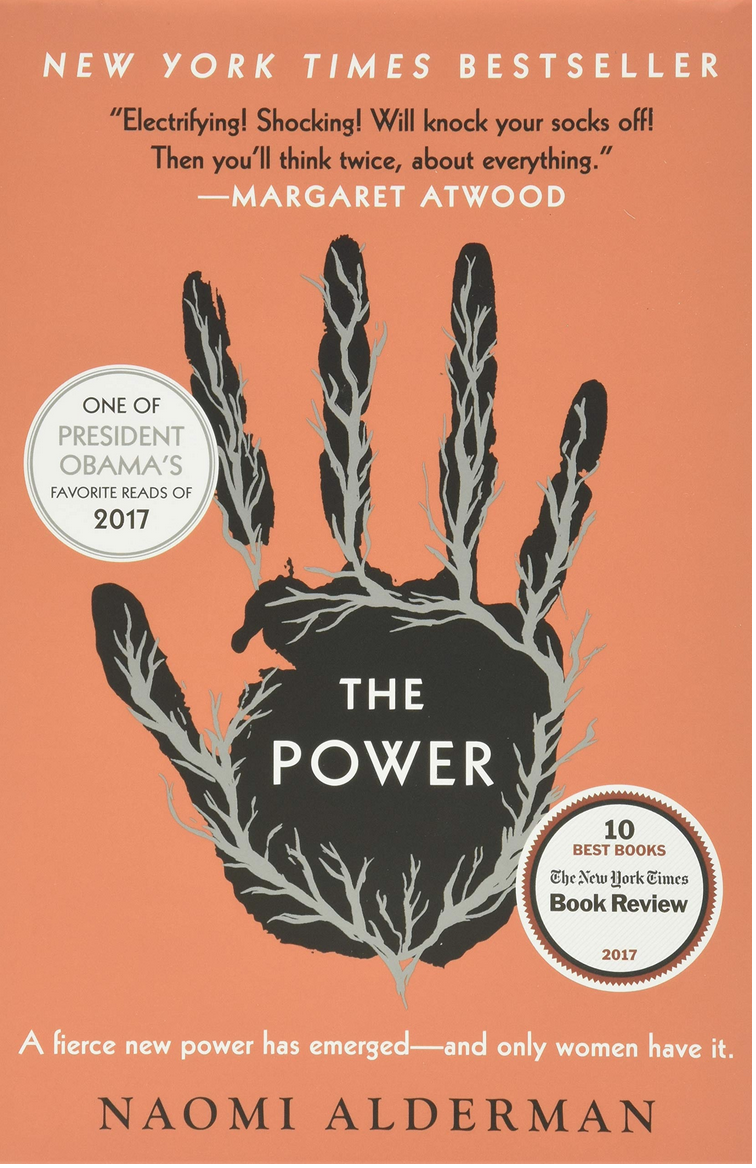 NEW YORK TIMES BESTSELLER
“Electrifying! Shocking! Will knock your socks off!
Then you’ll think twice, about everything.”
—MARGARET ATWOOD
ONE OF
PRESIDENT
OBAMA’S
FAVORITE READS OF
2017
THE
POWER
10
BEST BOOKS
The New York Times
Book Review
2017
A fierce new power has emerged—and only women have it.
NAOMI ALDERMAN